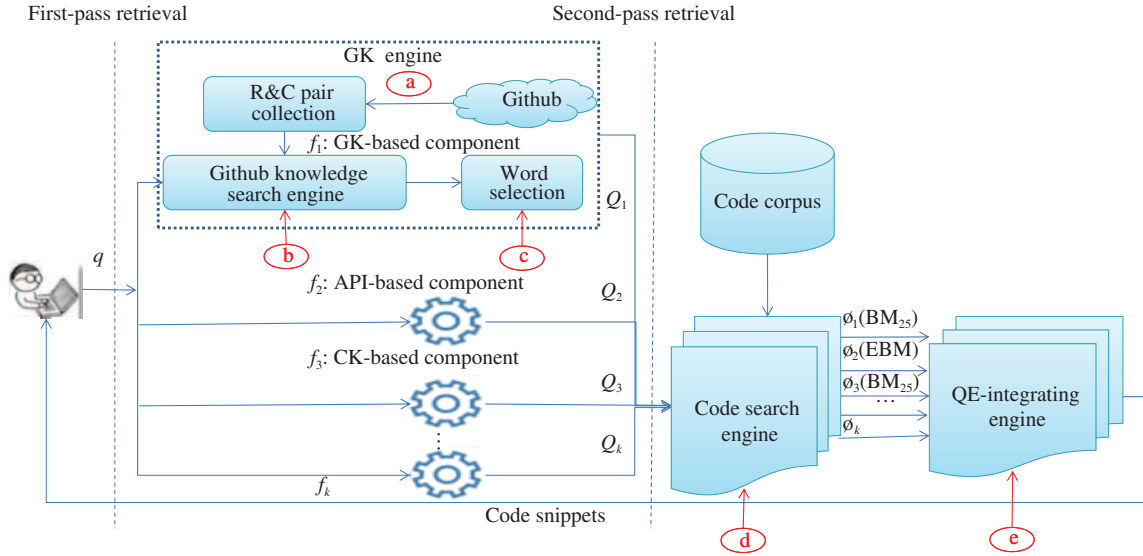 First-pass retrieval
Second-pass retrieval
GK engine
a
R&C pair
collection
Github
f1: GK-based component
Github knowledge
search engine
Word
selection
Q1
b
c
Code corpus
q
f2: API-based component
Q2
f3: CK-based component
Q3
...
Qk
fk
Code search
engine
ø1(BM25)
ø2(EBM)
ø3(BM25)
...
øk
QE-integrating
engine
Code snippets
d
e